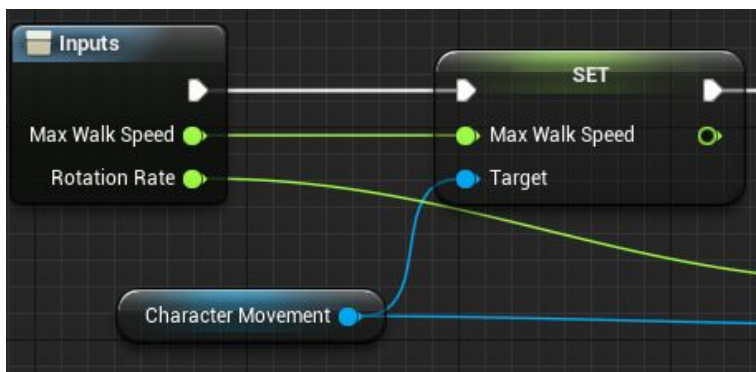 Inputs
SET
Max Walk Speed
Max Walk Speed
Rotation Rate
Target
Character Movement